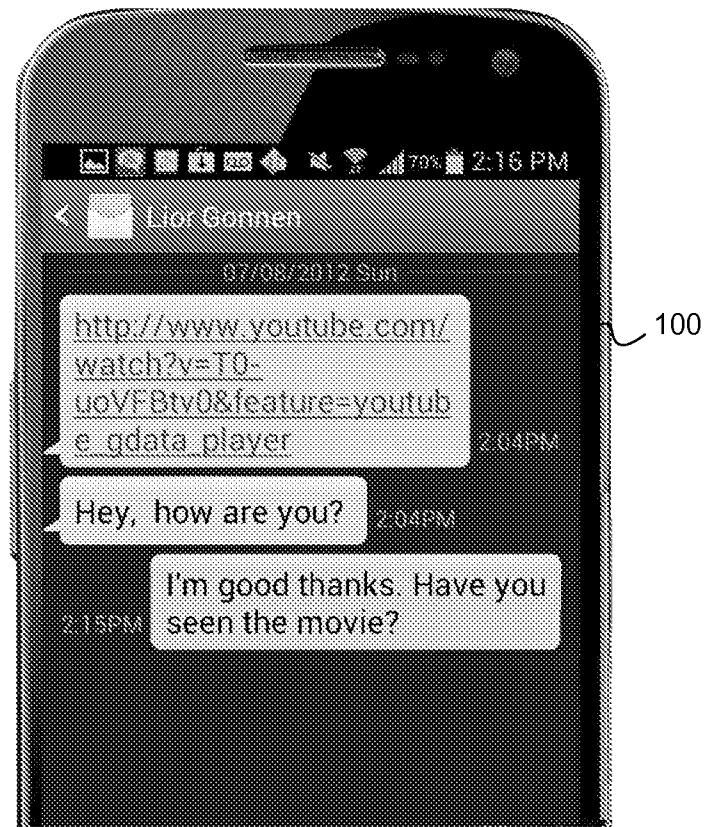 70% 2:16 PM
Lior Gonnen
07/08/2012 Sun
http://www.youtube.com/
watch?v=T0-
uoVFBtv0&feature=youtub
e_gdata_player
2:04PM
Hey, how are you?
2:04PM
I'm good thanks. Have you
seen the movie?
2:15PM
100